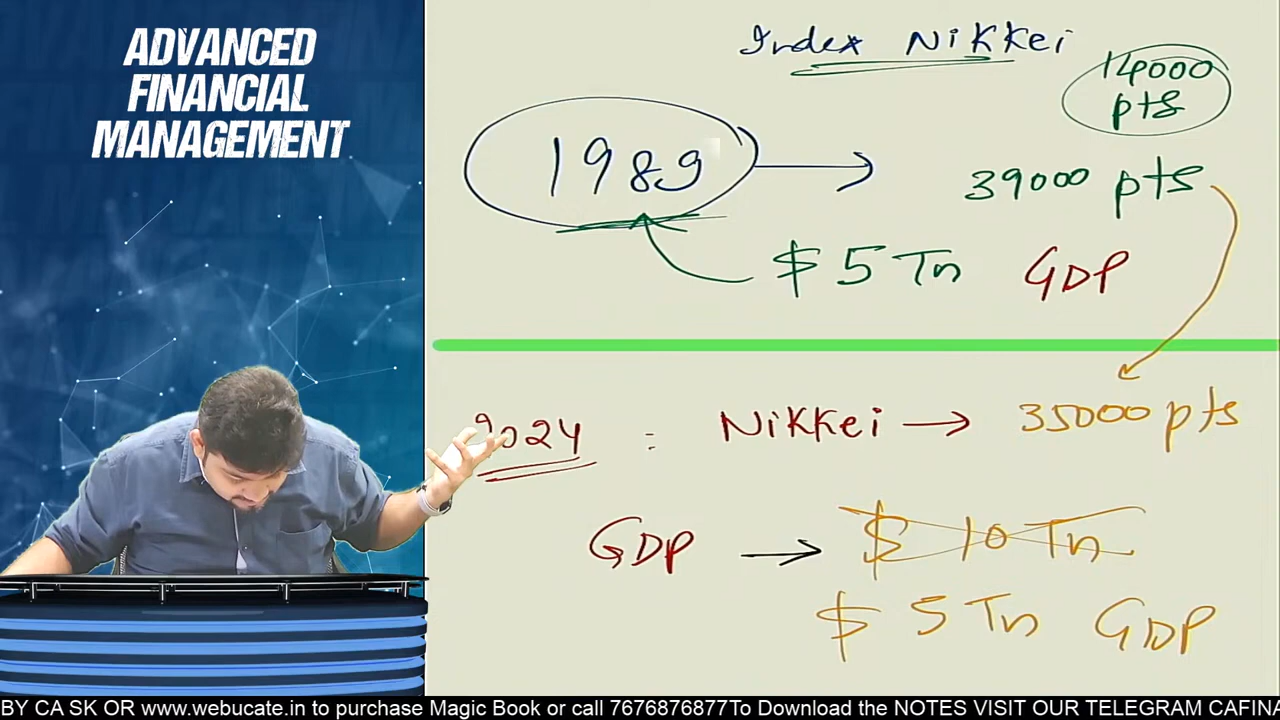 ADVANCED
FINANCIAL
MANAGEMENT
Index Nikkei
14000
pts
1989 → 39000 pts
$ 5 Tn GDP
2024 : Nikkei → 35000 pts
GDP → $ 10 Tn
$ 5 Tn GDP
BY CA SK OR www.webucate.in to purchase Magic Book or call 7676876877To Download the NOTES VISIT OUR TELEGRAM CAFINA